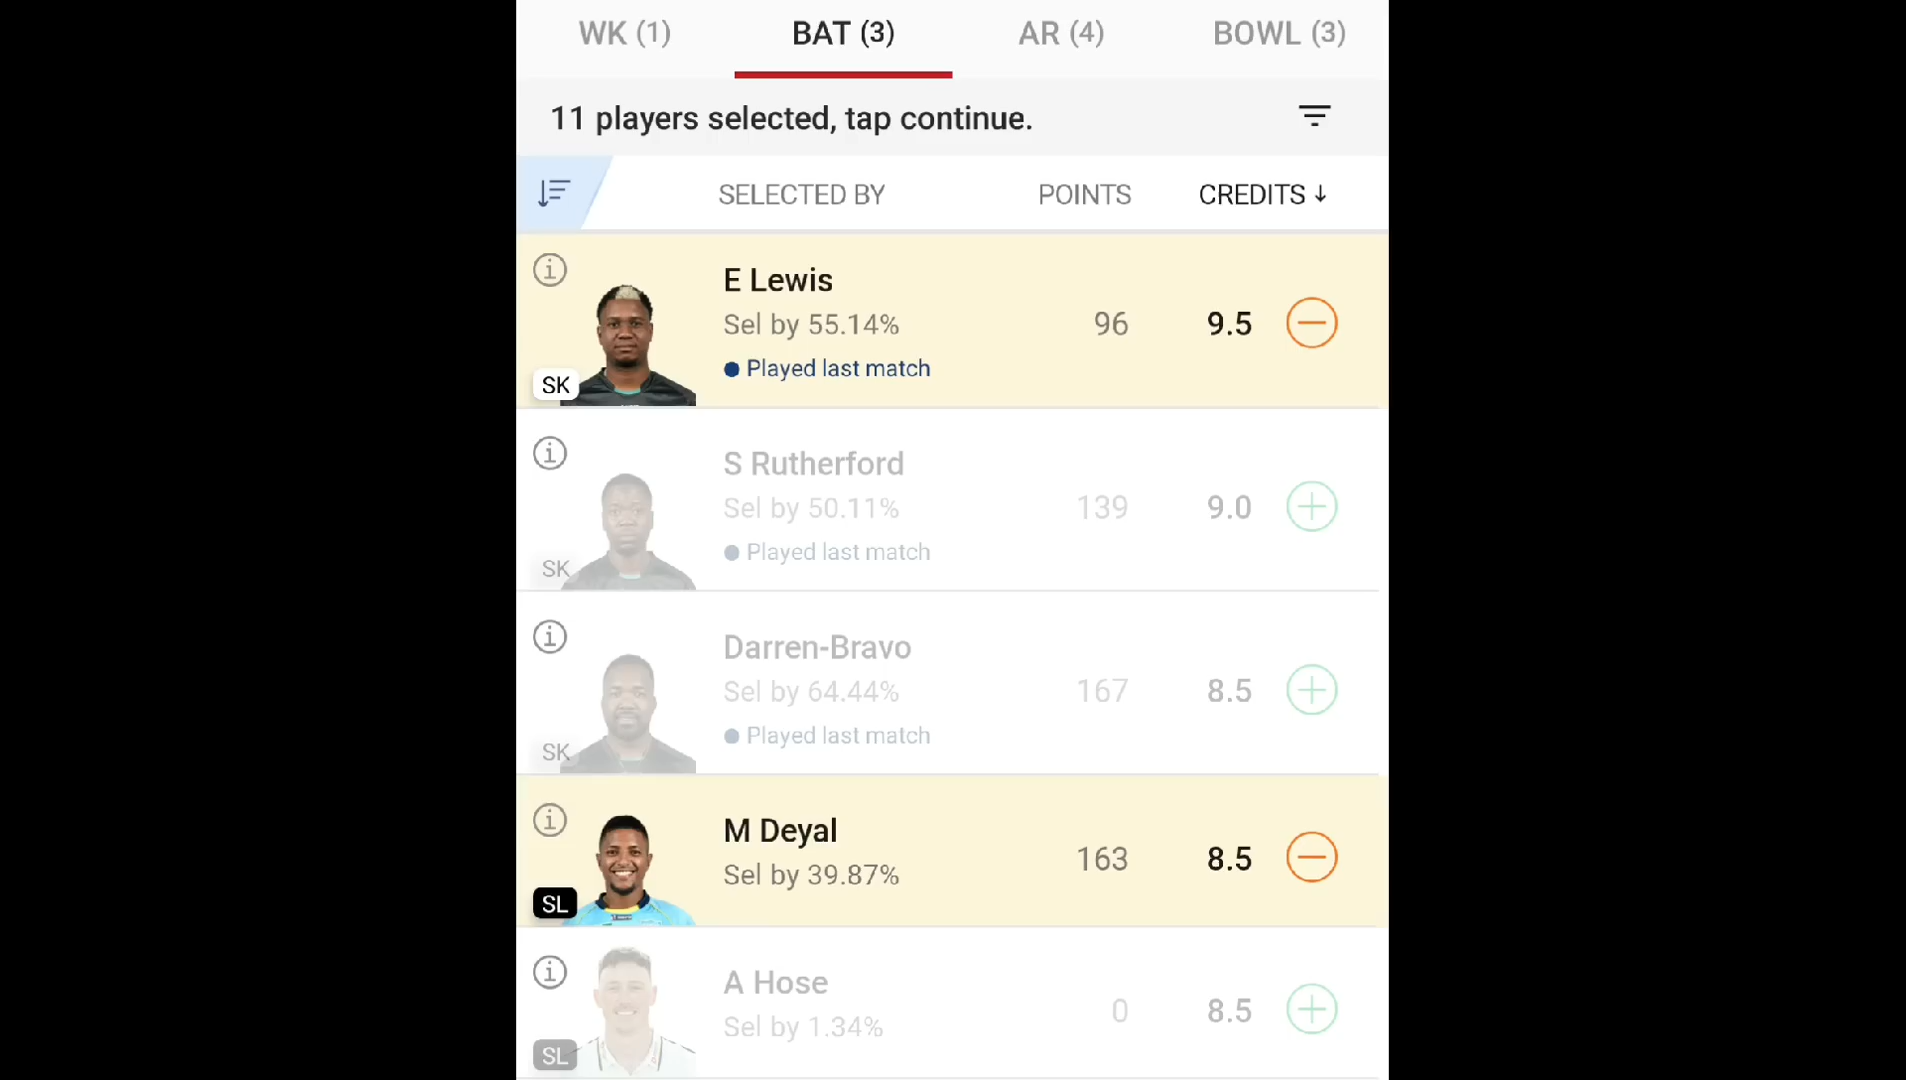 WK (1) BAT (3) AR (4) BOWL (3)
11 players selected, tap continue.
SELECTED BY POINTS CREDITS ↓
E Lewis
Sel by 55.14% 96 9.5
Played last match
SK
S Rutherford
Sel by 50.11% 139 9.0
Played last match
SK
Darren-Bravo
Sel by 64.44% 167 8.5
Played last match
SK
M Deyal
Sel by 39.87% 163 8.5
SL
A Hose
Sel by 1.34% 0 8.5
SL